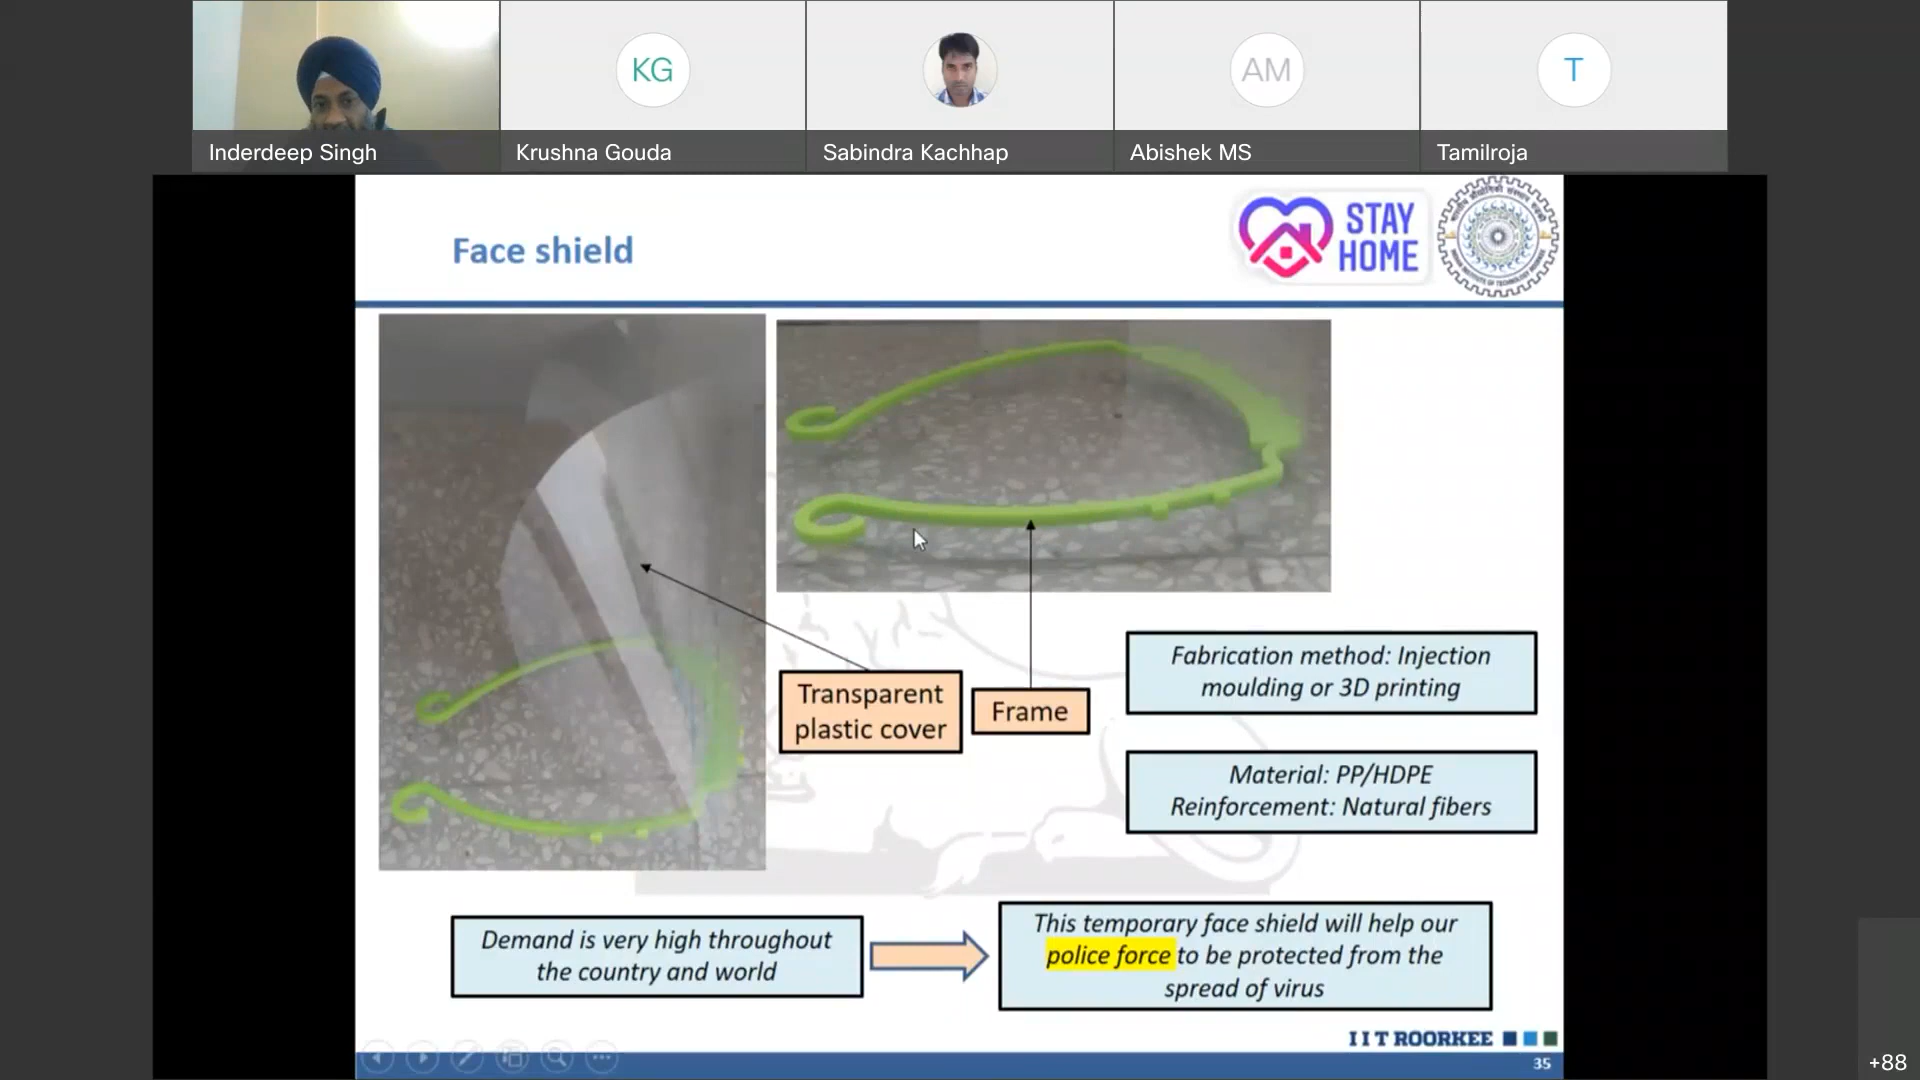 KG
AM
T
Inderdeep Singh
Krushna Gouda
Sabindra Kachhap
Abishek MS
Tamilroja
Face shield
STAY
HOME
Transparent
plastic cover
Frame
Fabrication method: Injection
moulding or 3D printing
Material: PP/HDPE
Reinforcement: Natural fibers
Demand is very high throughout
the country and world
This temporary face shield will help our
police force to be protected from the
spread of virus
I I T ROORKEE
35
+88